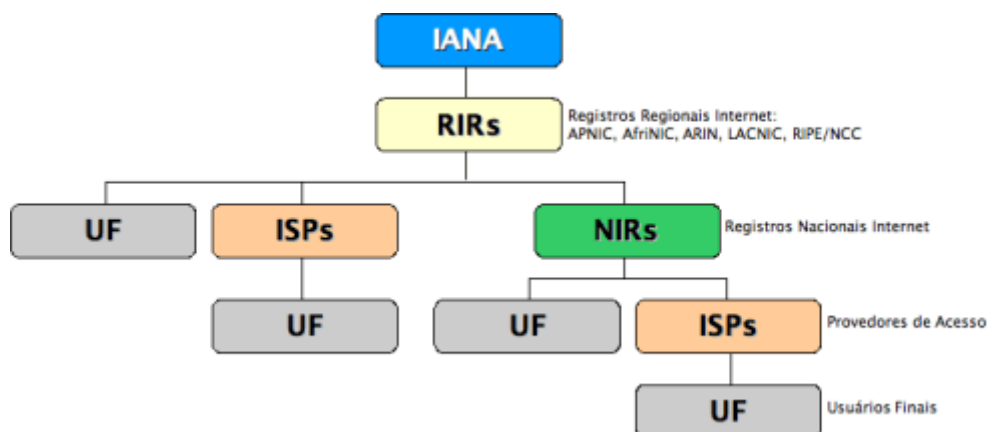 IANA
RIRs
Registros Regionais Internet:
APNIC, AfriNIC, ARIN, LACNIC, RIPE/NCC
UF
ISPs
NIRs
Registros Nacionais Internet
UF
UF
ISPs
Provedores de Acesso
UF
Usuários Finais